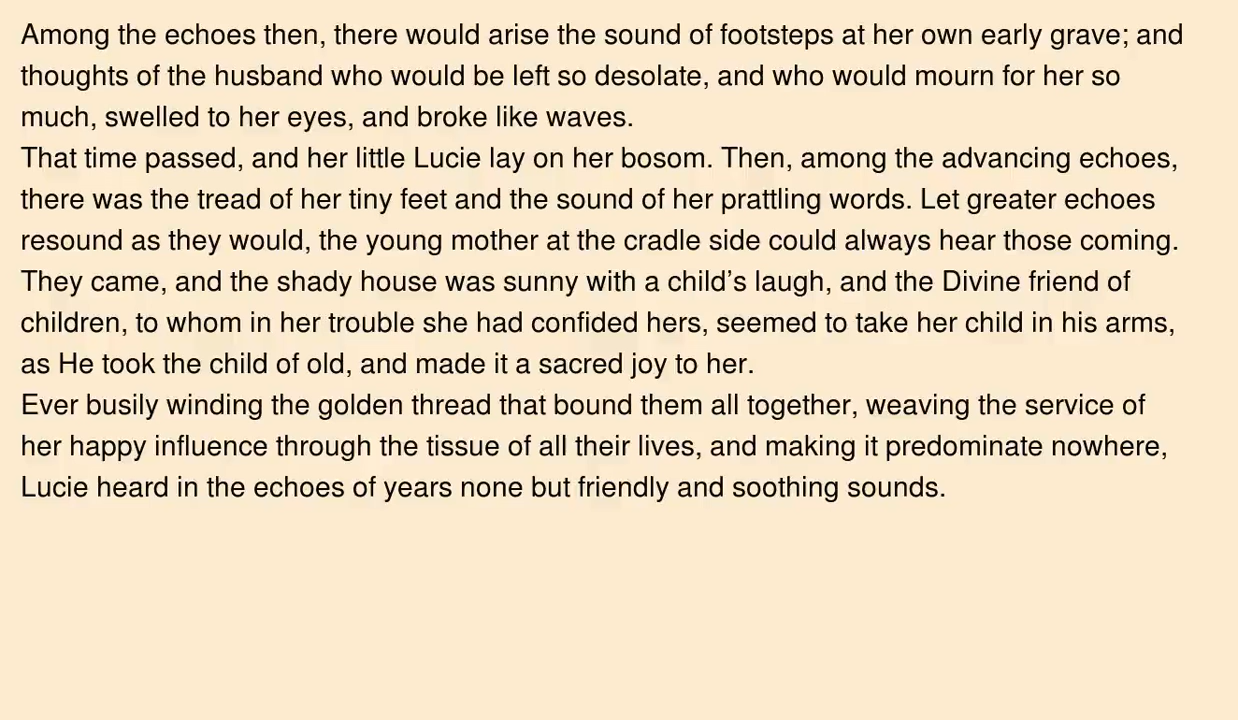 Among the echoes then, there would arise the sound of footsteps at her own early grave; and
thoughts of the husband who would be left so desolate, and who would mourn for her so
much, swelled to her eyes, and broke like waves.
That time passed, and her little Lucie lay on her bosom. Then, among the advancing echoes,
there was the tread of her tiny feet and the sound of her prattling words. Let greater echoes
resound as they would, the young mother at the cradle side could always hear those coming.
They came, and the shady house was sunny with a child’s laugh, and the Divine friend of
children, to whom in her trouble she had confided hers, seemed to take her child in his arms,
as He took the child of old, and made it a sacred joy to her.
Ever busily winding the golden thread that bound them all together, weaving the service of
her happy influence through the tissue of all their lives, and making it predominate nowhere,
Lucie heard in the echoes of years none but friendly and soothing sounds.